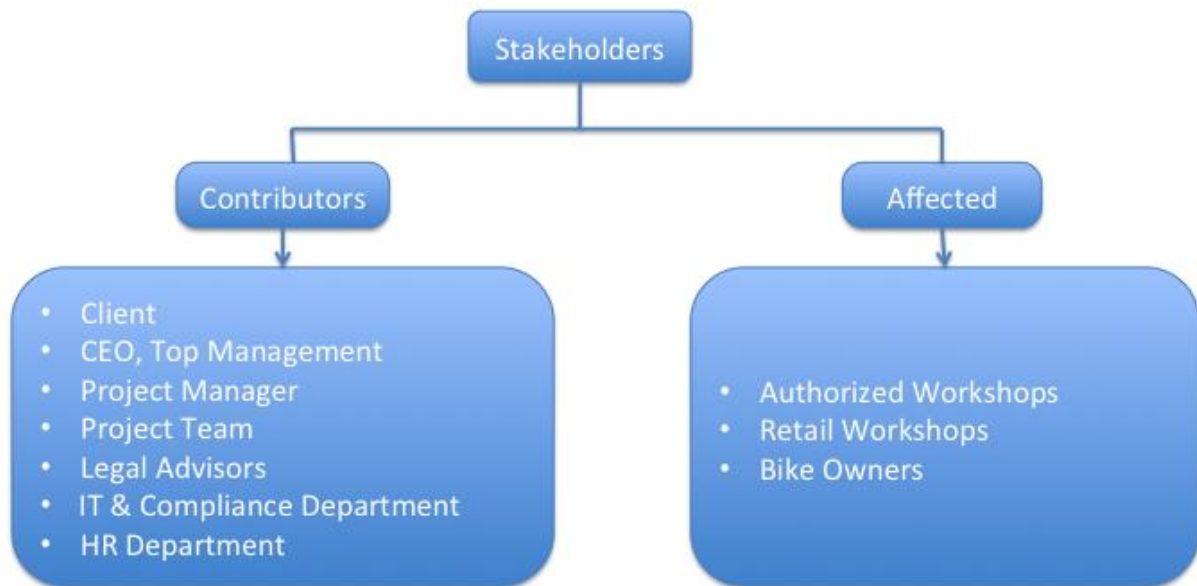 Stakeholders
Contributors
Affected
• Client
• CEO, Top Management
• Project Manager
• Project Team
• Legal Advisors
• IT & Compliance Department
• HR Department
• Authorized Workshops
• Retail Workshops
• Bike Owners